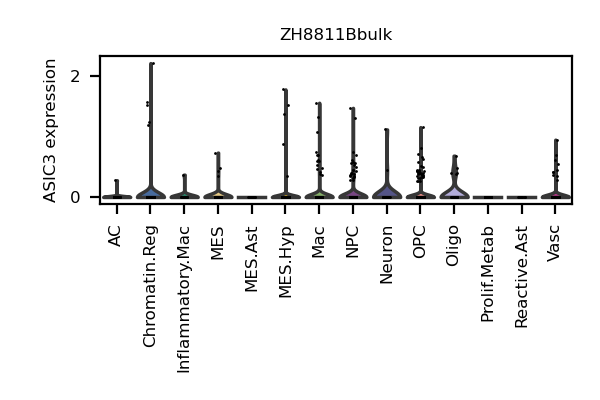 ZH8811Bbulk
ASIC3 expression
2
0
AC
Chromatin.Reg
Inflammatory.Mac
MES
MES.Ast
MES.Hyp
Mac
NPC
Neuron
OPC
Oligo
Prolif.Metab
Reactive.Ast
Vasc